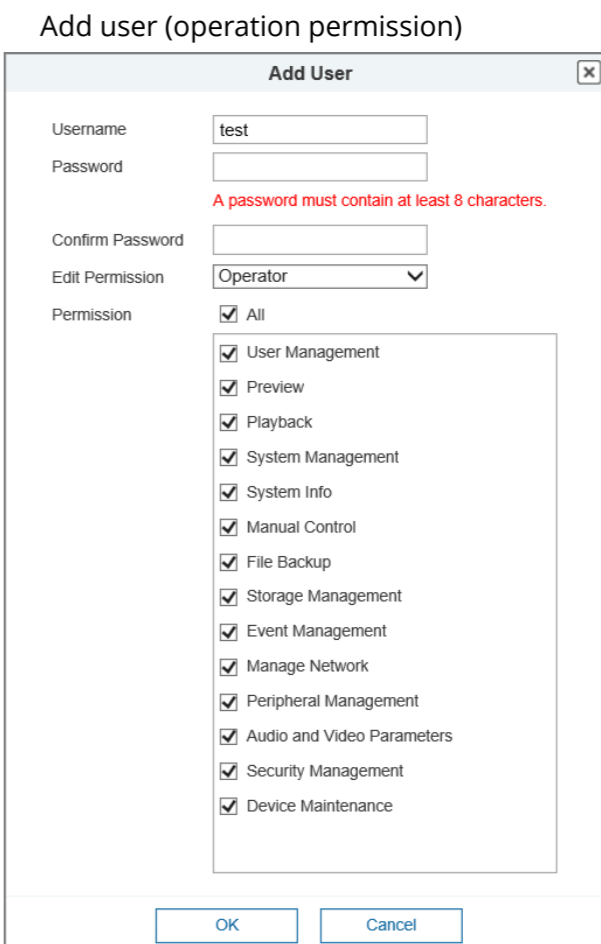 Add user (operation permission)
Add User
Username test
Password
A password must contain at least 8 characters.
Confirm Password
Edit Permission Operator
Permission All
User Management
Preview
Playback
System Management
System Info
Manual Control
File Backup
Storage Management
Event Management
Manage Network
Peripheral Management
Audio and Video Parameters
Security Management
Device Maintenance
OK Cancel